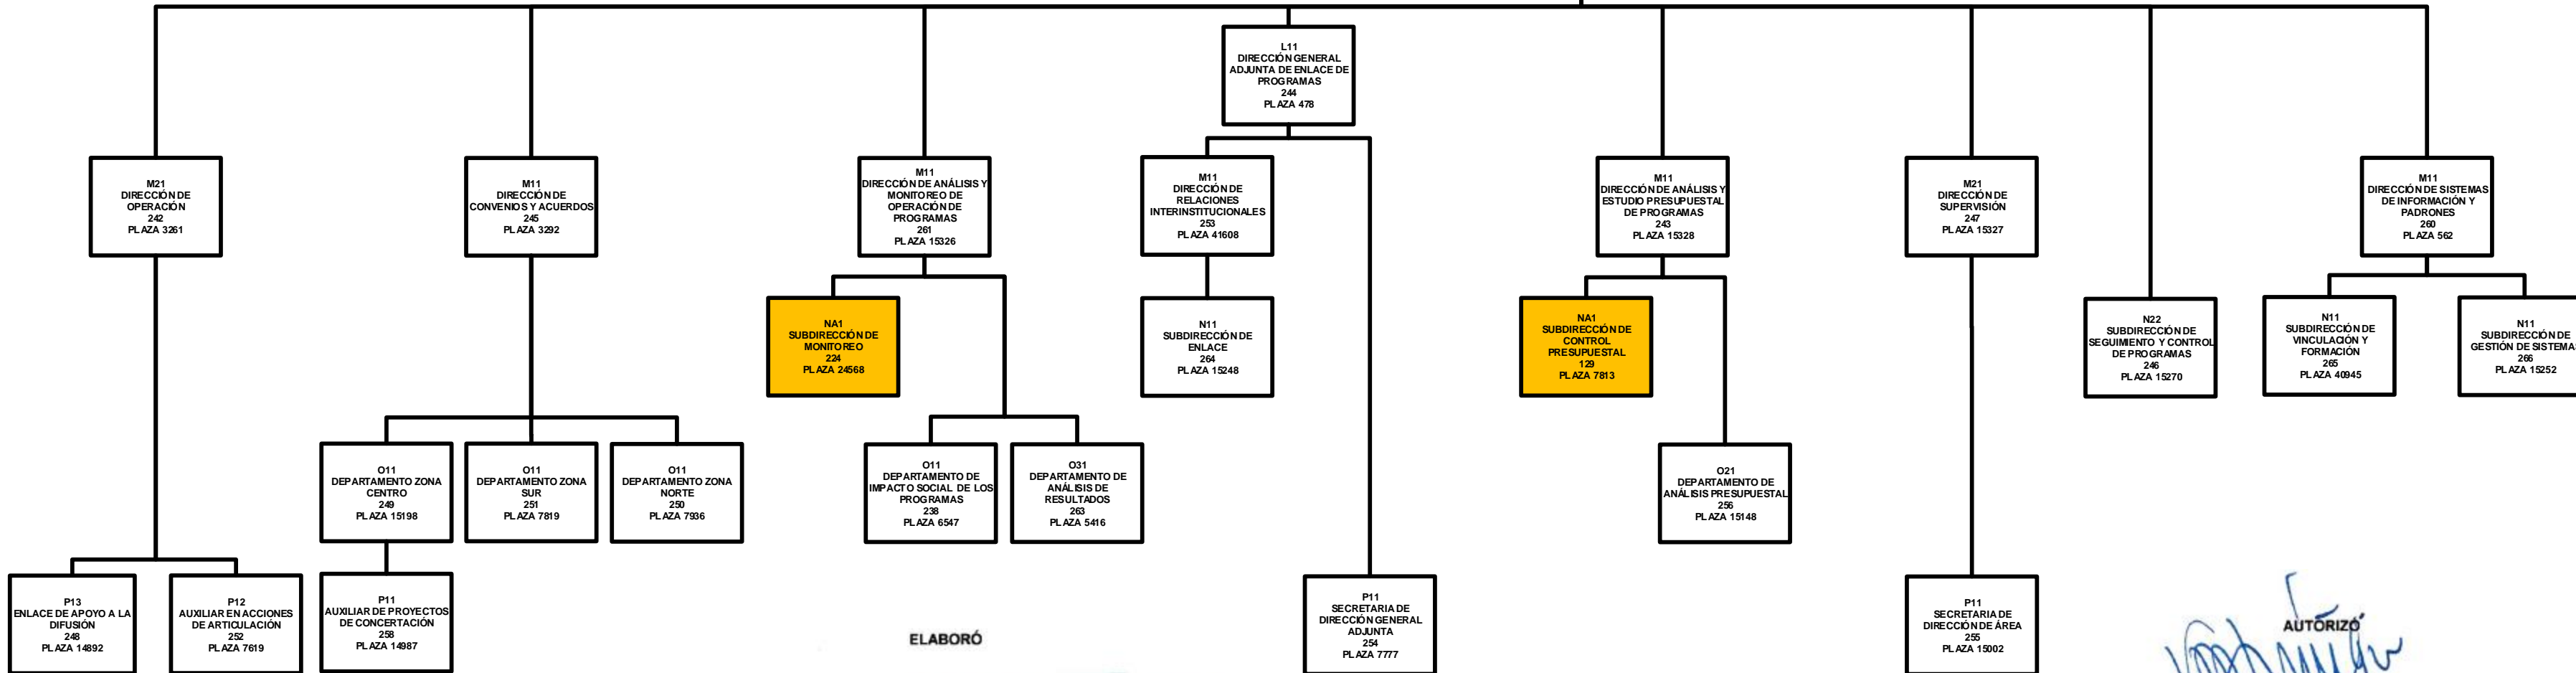 L11
DIRECCIÓN GENERAL
ADJUNTA DE ENLACE DE
PROGRAMAS
244
PLAZA 478
M21
DIRECCIÓN DE
OPERACIÓN
242
PLAZA 3261
M11
DIRECCIÓN DE
CONVENIOS Y ACUERDOS
245
PLAZA 3292
M11
DIRECCIÓN DE ANÁLISIS Y
MONITOREO DE
OPERACIÓN DE
PROGRAMAS
261
PLAZA 15326
M11
DIRECCIÓN DE
RELACIONES
INTERINSTITUCIONALES
253
PLAZA 41608
M11
DIRECCIÓN DE ANÁLISIS Y
ESTUDIO PRESUPUESTAL
DE PROGRAMAS
243
PLAZA 15328
M21
DIRECCIÓN DE
SUPERVISIÓN
247
PLAZA 15327
M11
DIRECCIÓN DE SISTEMAS
DE INFORMACIÓN Y
PADRONES
260
PLAZA 562
NA1
SUBDIRECCIÓN DE
MONITOREO
224
PLAZA 24568
N11
SUBDIRECCIÓN DE
ENLACE
264
PLAZA 15248
NA1
SUBDIRECCIÓN DE
CONTROL
PRESUPUESTAL
129
PLAZA 7813
N22
SUBDIRECCIÓN DE
SEGUIMIENTO Y CONTROL
DE PROGRAMAS
246
PLAZA 15270
N11
SUBDIRECCIÓN DE
VINCULACIÓN Y
FORMACIÓN
265
PLAZA 40945
N11
SUBDIRECCIÓN DE
GESTIÓN DE SISTEMAS
266
PLAZA 15252
O11
DEPARTAMENTO ZONA
CENTRO
249
PLAZA 15198
O11
DEPARTAMENTO ZONA
SUR
251
PLAZA 7819
O11
DEPARTAMENTO ZONA
NORTE
250
PLAZA 7936
O11
DEPARTAMENTO DE
IMPACTO SOCIAL DE LOS
PROGRAMAS
238
PLAZA 6547
O31
DEPARTAMENTO DE
ANÁLISIS DE
RESULTADOS
263
PLAZA 5416
O21
DEPARTAMENTO DE
ANÁLISIS PRESUPUESTAL
256
PLAZA 15148
P13
ENLACE DE APOYO A LA
DIFUSIÓN
248
PLAZA 14892
P12
AUXILIAR EN ACCIONES
DE ARTICULACIÓN
252
PLAZA 7619
P11
AUXILIAR DE PROYECTOS
DE CONCERTACIÓN
258
PLAZA 14987
P11
SECRETARIA DE
DIRECCIÓN GENERAL
ADJUNTA
254
PLAZA 7777
P11
SECRETARIA DE
DIRECCIÓN DE ÁREA
255
PLAZA 15002
ELABORÓ
AUTORIZÓ